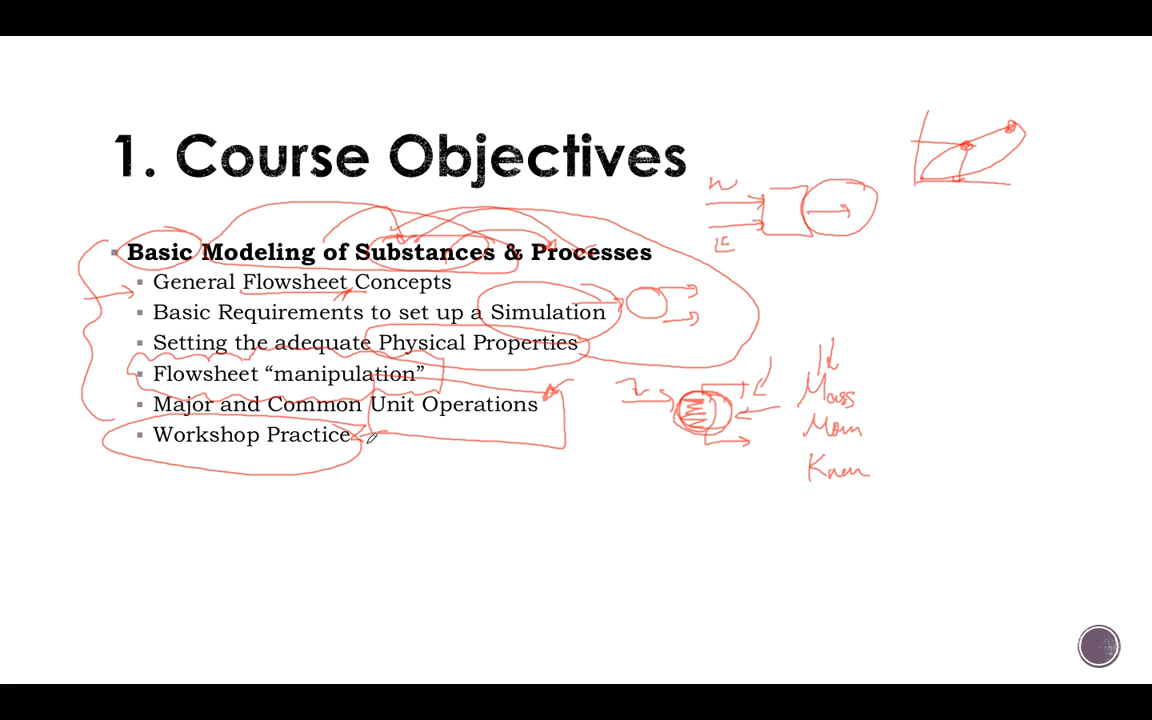 1. Course Objectives
Basic Modeling of Substances & Processes
General Flowsheet Concepts
Basic Requirements to set up a Simulation
Setting the adequate Physical Properties
Flowsheet “manipulation”
Major and Common Unit Operations
Workshop Practice
W
E
Mass
Mom